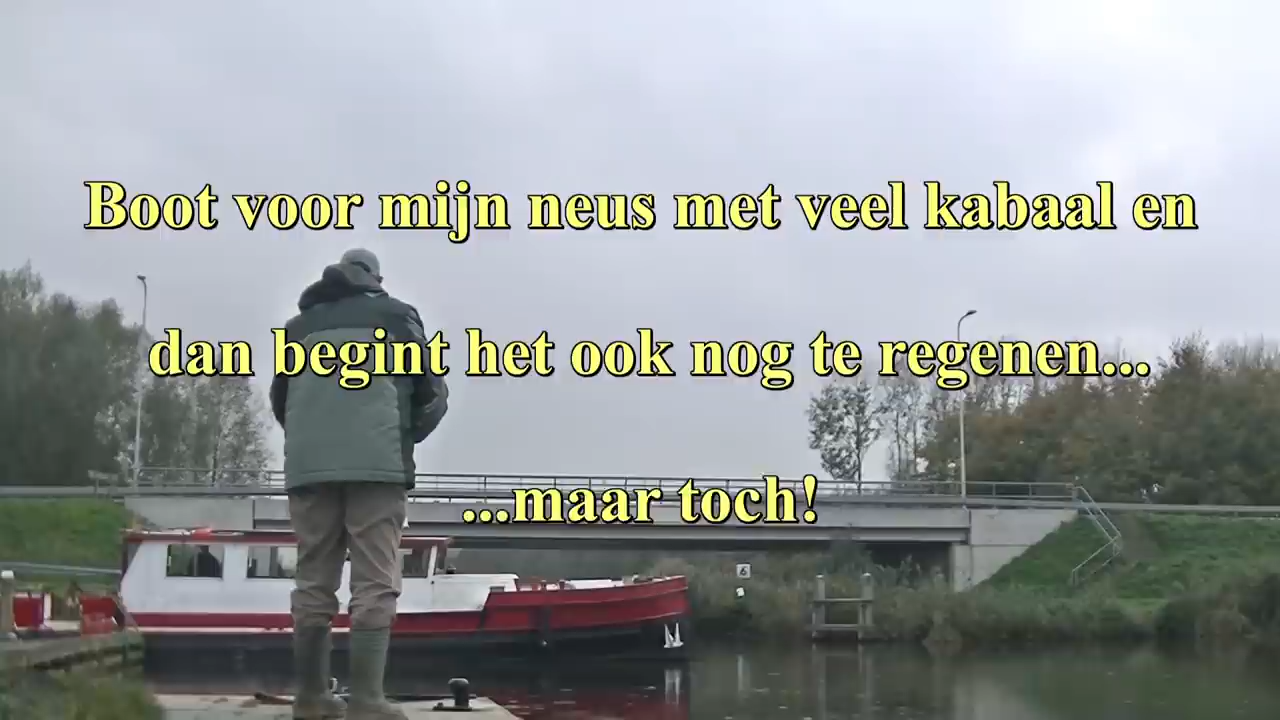 Boot voor mijn neus met veel kabaal en
dan begint het ook nog te regenen...
...maar toch!
6